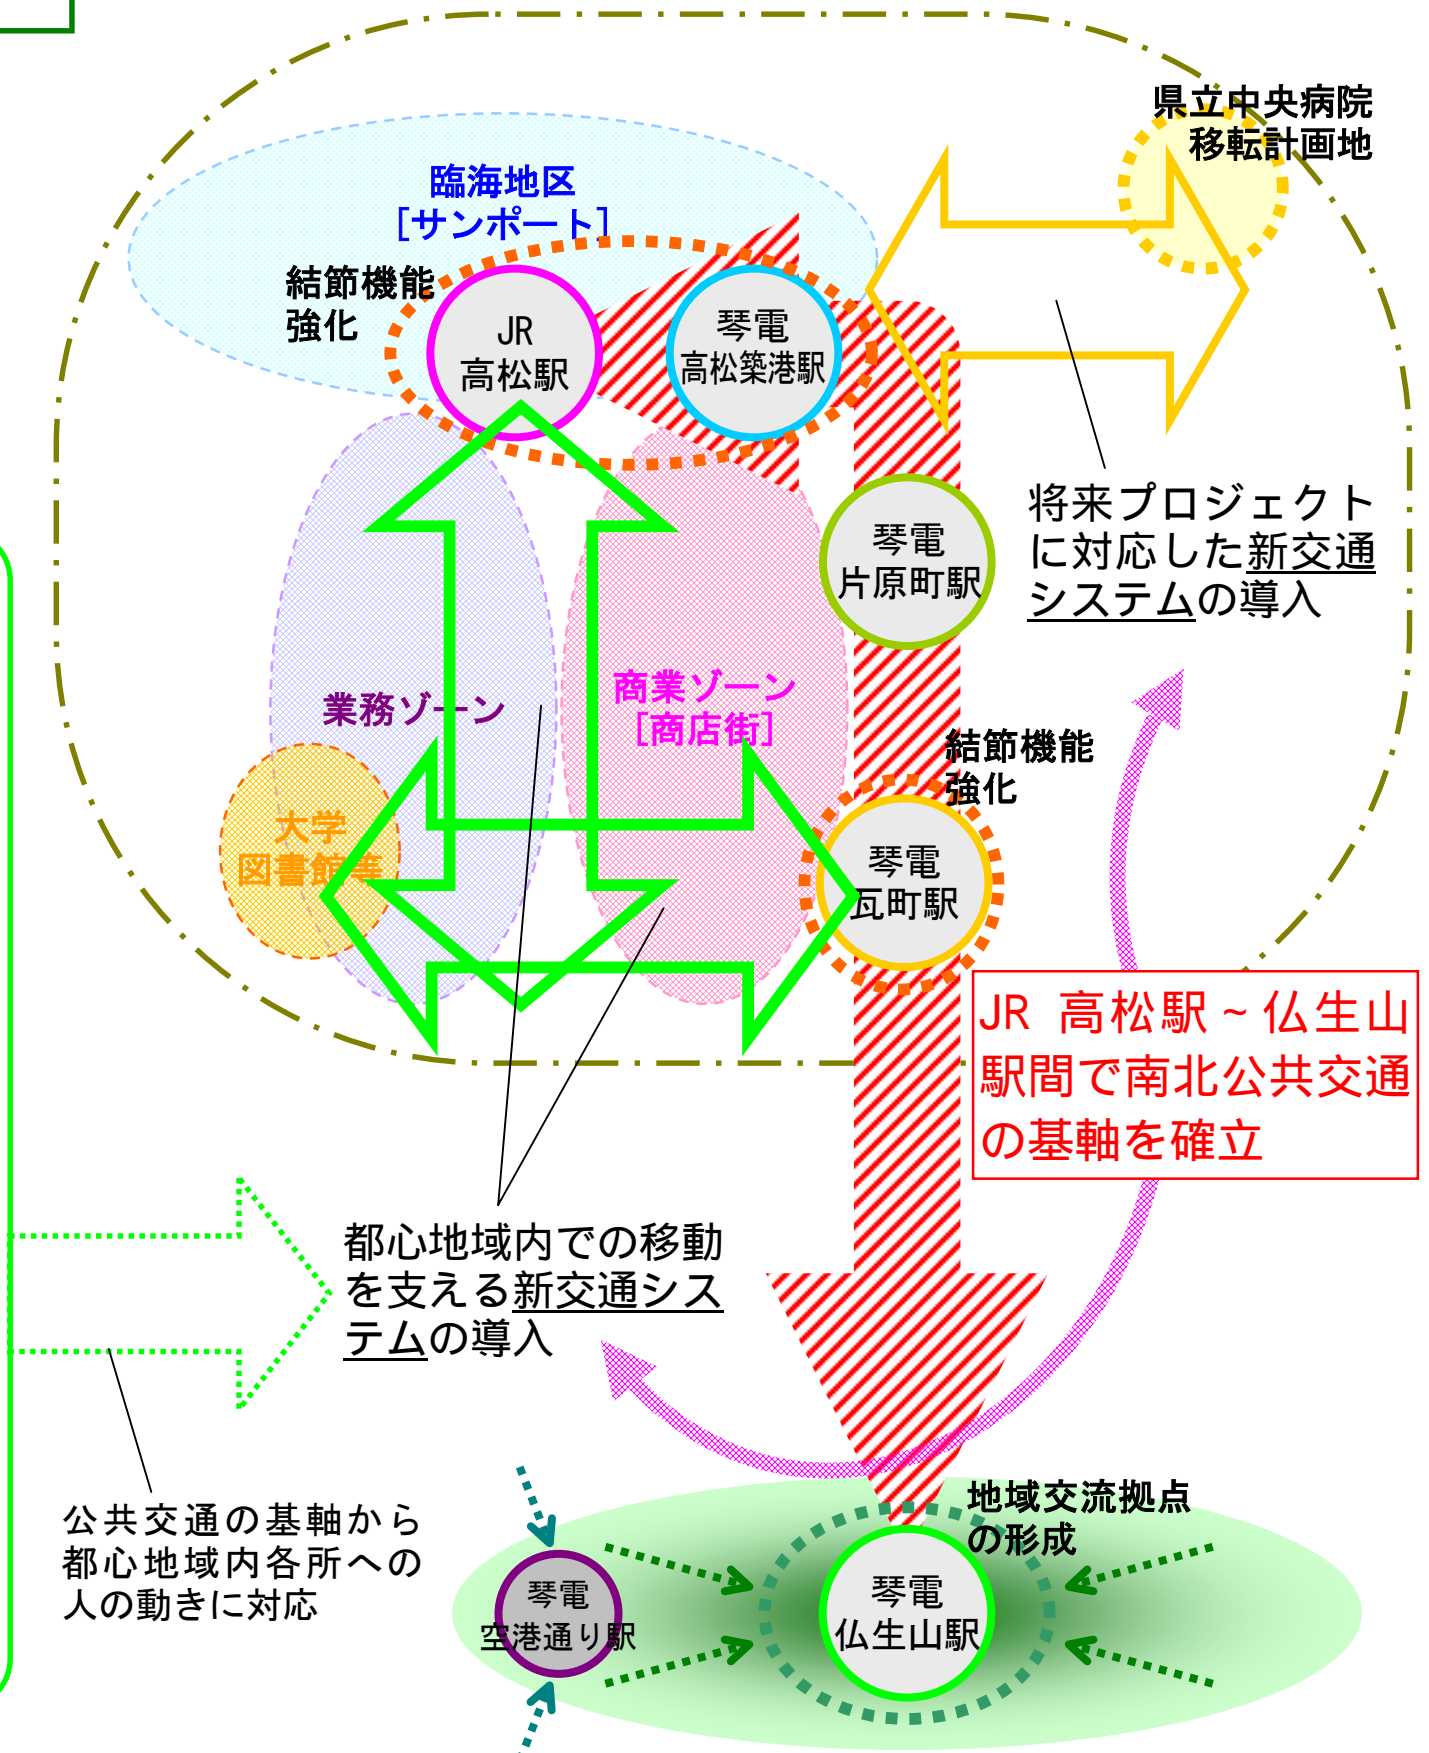 県立中央病院
移転計画地
臨海地区
[サンポート]
結節機能
強化
JR
高松駅
琴電
高松築港駅
琴電
片原町駅
将来プロジェクト
に対応した新交通
システムの導入
業務ゾーン
商業ゾーン
[商店街]
結節機能
強化
大学
図書館等
琴電
瓦町駅
JR 高松駅~仏生山
駅間で南北公共交通
の基軸を確立
都心地域内での移動
を支える新交通シス
テムの導入
公共交通の基軸から
都心地域内各所への
人の動きに対応
地域交流拠点
の形成
琴電
空港通り駅
琴電
仏生山駅